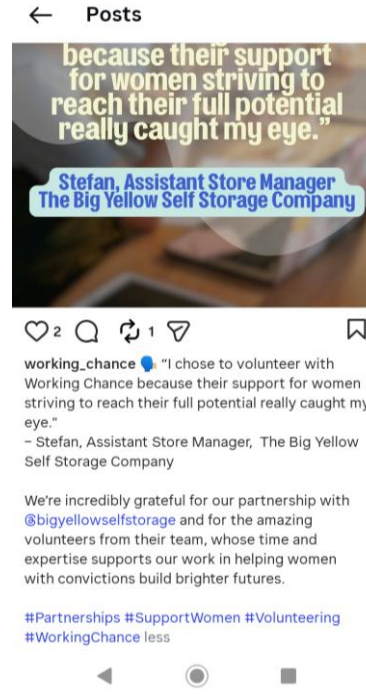 Posts
because their support
for women striving to
reach their full potential
really caught my eye.”
Stefan, Assistant Store Manager
The Big Yellow Self Storage Company
2
1
working_chance 🗣️ “I chose to volunteer with
Working Chance because their support for women
striving to reach their full potential really caught my
eye.”
– Stefan, Assistant Store Manager, The Big Yellow
Self Storage Company
We’re incredibly grateful for our partnership with
@bigyellowselfstorage and for the amazing
volunteers from their team, whose time and
expertise supports our work in helping women
with convictions build brighter futures.
#Partnerships #SupportWomen #Volunteering
#WorkingChance less